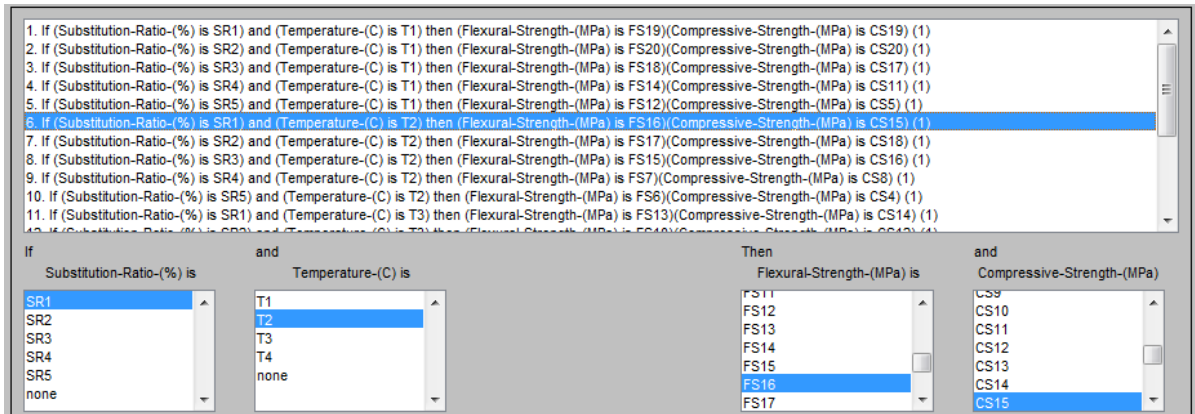 1. If (Substitution-Ratio-(%) is SR1) and (Temperature-(C) is T1) then (Flexural-Strength-(MPa) is FS19)(Compressive-Strength-(MPa) is CS19) (1)
2. If (Substitution-Ratio-(%) is SR2) and (Temperature-(C) is T1) then (Flexural-Strength-(MPa) is FS20)(Compressive-Strength-(MPa) is CS20) (1)
3. If (Substitution-Ratio-(%) is SR3) and (Temperature-(C) is T1) then (Flexural-Strength-(MPa) is FS18)(Compressive-Strength-(MPa) is CS17) (1)
4. If (Substitution-Ratio-(%) is SR4) and (Temperature-(C) is T1) then (Flexural-Strength-(MPa) is FS14)(Compressive-Strength-(MPa) is CS11) (1)
5. If (Substitution-Ratio-(%) is SR5) and (Temperature-(C) is T1) then (Flexural-Strength-(MPa) is FS12)(Compressive-Strength-(MPa) is CS5) (1)
6. If (Substitution-Ratio-(%) is SR1) and (Temperature-(C) is T2) then (Flexural-Strength-(MPa) is FS16)(Compressive-Strength-(MPa) is CS15) (1)
7. If (Substitution-Ratio-(%) is SR2) and (Temperature-(C) is T2) then (Flexural-Strength-(MPa) is FS17)(Compressive-Strength-(MPa) is CS18) (1)
8. If (Substitution-Ratio-(%) is SR3) and (Temperature-(C) is T2) then (Flexural-Strength-(MPa) is FS15)(Compressive-Strength-(MPa) is CS16) (1)
9. If (Substitution-Ratio-(%) is SR4) and (Temperature-(C) is T2) then (Flexural-Strength-(MPa) is FS7)(Compressive-Strength-(MPa) is CS8) (1)
10. If (Substitution-Ratio-(%) is SR5) and (Temperature-(C) is T2) then (Flexural-Strength-(MPa) is FS6)(Compressive-Strength-(MPa) is CS4) (1)
11. If (Substitution-Ratio-(%) is SR1) and (Temperature-(C) is T3) then (Flexural-Strength-(MPa) is FS13)(Compressive-Strength-(MPa) is CS14) (1)
If and Then and
Substitution-Ratio-(%) is Temperature-(C) is Flexural-Strength-(MPa) is Compressive-Strength-(MPa)
SR1
SR2
SR3
SR4
SR5
none
T1
T2
T3
T4
none
FS11
FS12
FS13
FS14
FS15
FS16
FS17
CS9
CS10
CS11
CS12
CS13
CS14
CS15